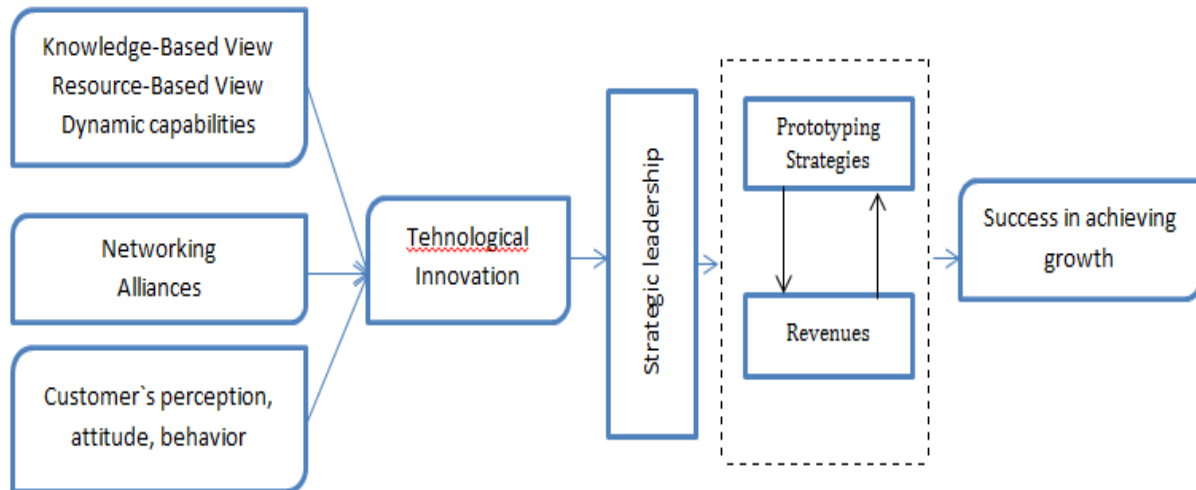 Knowledge-Based View
Resource-Based View
Dynamic capabilities
Networking
Alliances
Customer`s perception,
attitude, behavior
Tehnological
Innovation
Strategic leadership
Prototyping
Strategies
Revenues
Success in achieving
growth